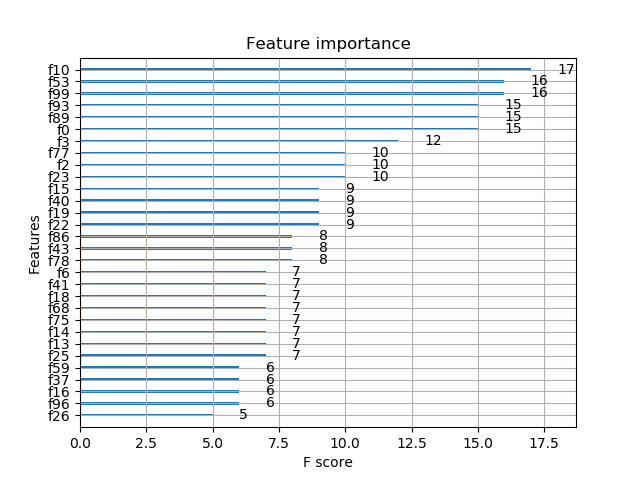 Feature importance
Features
f10 17
f53 16
f99 16
f93 15
f89 15
f0 15
f3 12
f77 10
f2 10
f23 10
f15 9
f40 9
f19 9
f22 9
f86 8
f43 8
f78 8
f6 7
f41 7
f18 7
f68 7
f75 7
f14 7
f13 7
f25 7
f59 6
f37 6
f16 6
f96 6
f26 5
0.0 2.5 5.0 7.5 10.0 12.5 15.0 17.5
F score